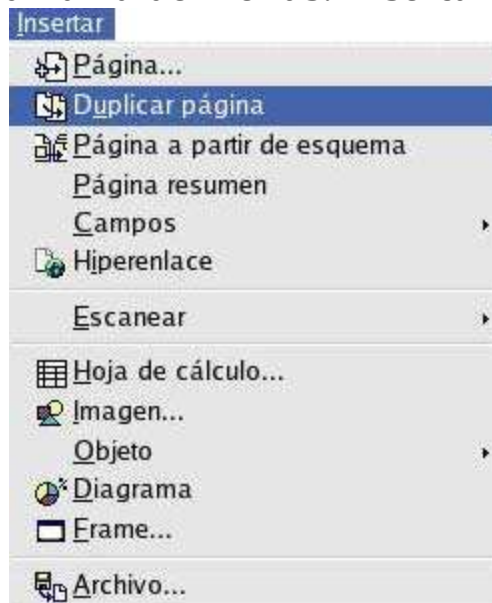 Insertar
Página...
Duplicar página
Página a partir de esquema
Página resumen
Campos
Hiperenlace
Escanear
Hoja de cálculo...
Imagen...
Objeto
Diagrama
Frame...
Archivo...